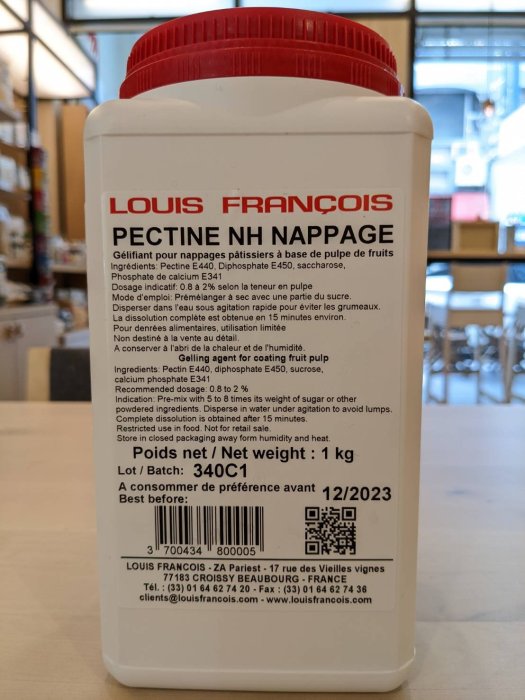 LOUIS FRANÇOIS
PECTINE NH NAPPAGE
Gélifiant pour nappages pâtissiers à base de pulpe de fruits
Ingrédients: Pectine E440, Diphosphate E450, saccharose,
Phosphate de calcium E341
Dosage indicatif: 0.8 à 2% selon la teneur en pulpe
Mode d'emploi: Prémélanger à sec avec une partie du sucre.
Disperser dans l'eau sous agitation rapide pour éviter les grumeaux.
La dissolution complète est obtenue en 15 minutes environ.
Pour denrées alimentaires, utilisation limitée
Non destiné à la vente au détail.
A conserver à l'abri de la chaleur et de l'humidité.
Gelling agent for coating fruit pulp
Ingredients: Pectin E440, diphosphate E450, sucrose,
calcium phosphate E341
Recommended dosage: 0.8 to 2 %
Indication: Pre-mix with 5 to 8 times its weight of sugar or other
powdered ingredients. Disperse in water under agitation to avoid lumps.
Complete dissolution is obtained after 15 minutes.
Restricted use in food. Not for retail sale.
Store in closed packaging away form humidity and heat.
Poids net / Net weight : 1 kg
Lot / Batch: 340C1
A consommer de préférence avant
Best before: 12/2023
3 700434 800005
LOUIS FRANCOIS - ZA Pariest - 17 rue des Vieilles vignes
77183 CROISSY BEAUBOURG - FRANCE
Tél. : (33) 01 64 62 74 20 - Fax : (33) 01 64 62 74 36
clients@louisfrancois.com - www.louisfrancois.com